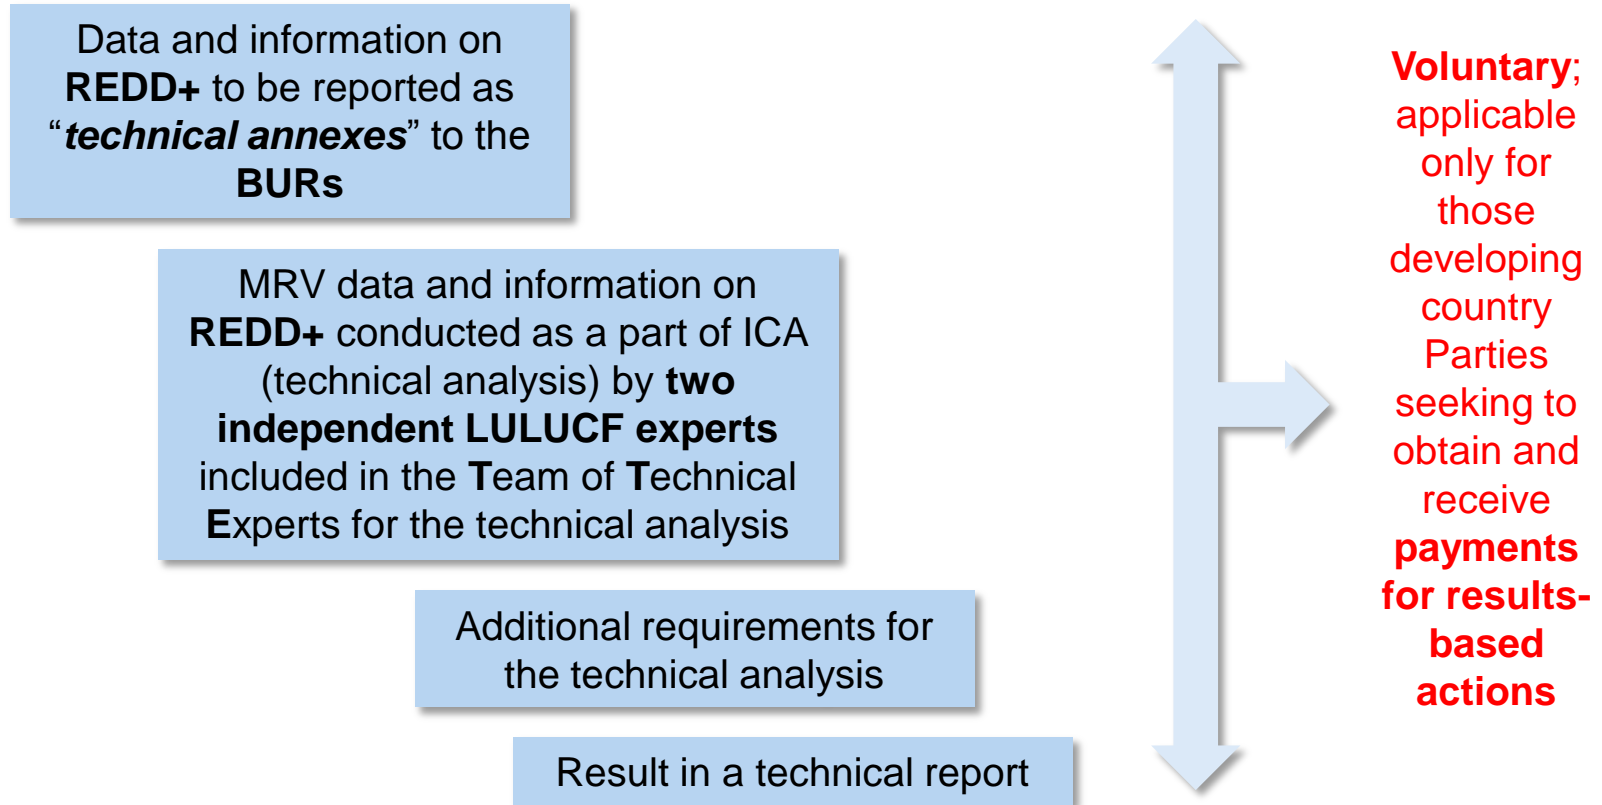 Data and information on
REDD+ to be reported as
“technical annexes” to the
BURs
MRV data and information on
REDD+ conducted as a part of ICA
(technical analysis) by two
independent LULUCF experts
included in the Team of Technical
Experts for the technical analysis
Additional requirements for
the technical analysis
Result in a technical report
Voluntary;
applicable
only for
those
developing
country
Parties
seeking to
obtain and
receive
payments
for results-
based
actions